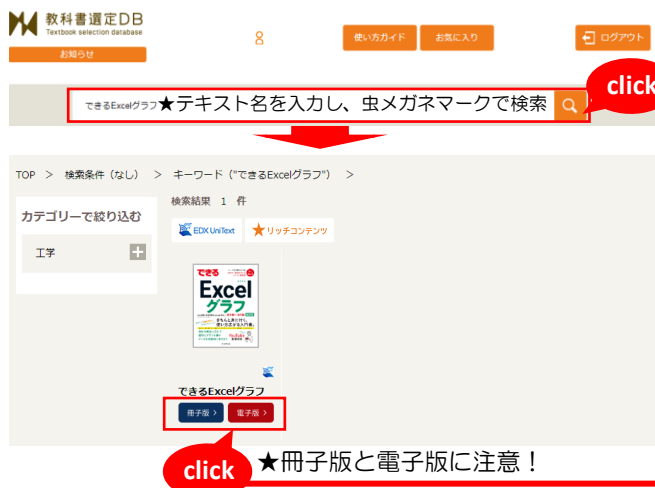 教科書選定DB
Textbook selection database
お知らせ
使い方ガイド
お気に入り
ログアウト
できるExcelグラフ★テキスト名を入力し、虫メガネマークで検索
click
TOP > 検索条件（なし） > キーワード（"できるExcelグラフ"） >
カテゴリーで絞り込む
工学
検索結果 1 件
EDX UniText
★リッチコンテンツ
できる
Excel
グラフ
できるExcelグラフ
冊子版 >
電子版 >
click
★冊子版と電子版に注意！